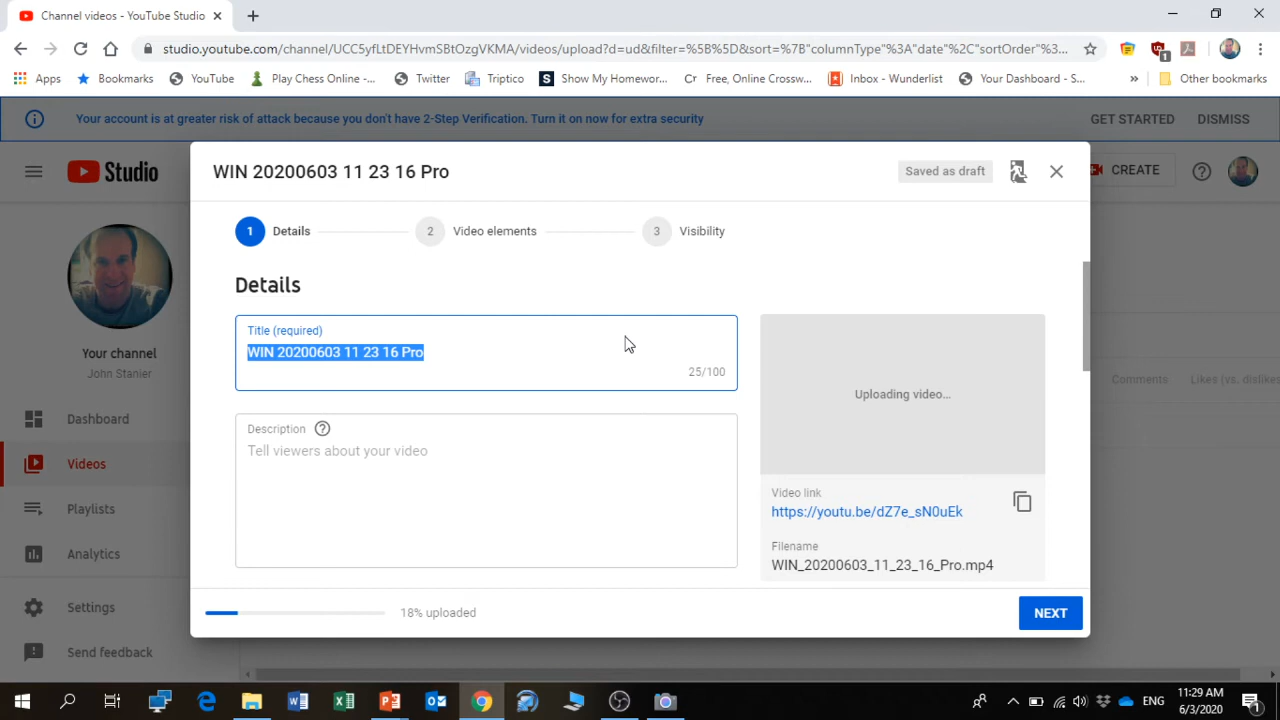 Channel videos - YouTube Studio
studio.youtube.com/channel/UCC5yfLtDEYHvmSBtOzgVKMA/videos/upload?d=ud&filter=%5B%5D&sort=%7B"columnType"%3A"date"%2C"sortOrder"%3...
1
Apps Bookmarks YouTube Play Chess Online -... Twitter Triptico S Show My Homewor... Cr Free, Online Crossw... Inbox - Wunderlist Your Dashboard - S... » Other bookmarks
Your account is at greater risk of attack because you don't have 2-Step Verification. Turn it on now for extra security GET STARTED DISMISS
Studio CREATE
WIN 20200603 11 23 16 Pro Saved as draft
1 Details 2 Video elements 3 Visibility
Details
Title (required)
WIN 20200603 11 23 16 Pro
25/100
Uploading video...
Description ?
Tell viewers about your video
Video link
https://youtu.be/dZ7e_sN0uEk
Filename
WIN_20200603_11_23_16_Pro.mp4
18% uploaded NEXT
Your channel
John Stanier
Dashboard
Videos
Playlists
Analytics
Settings
Send feedback
Comments Likes (vs. dislikes
ENG 11:29 AM
6/3/2020
1